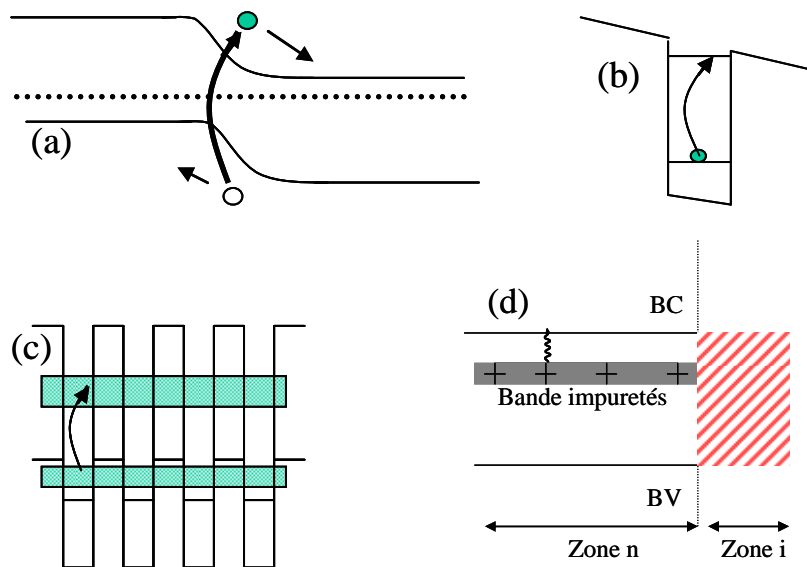 (a)
(b)
(c)
(d)
BC
Bande impuretés
BV
Zone n
Zone i